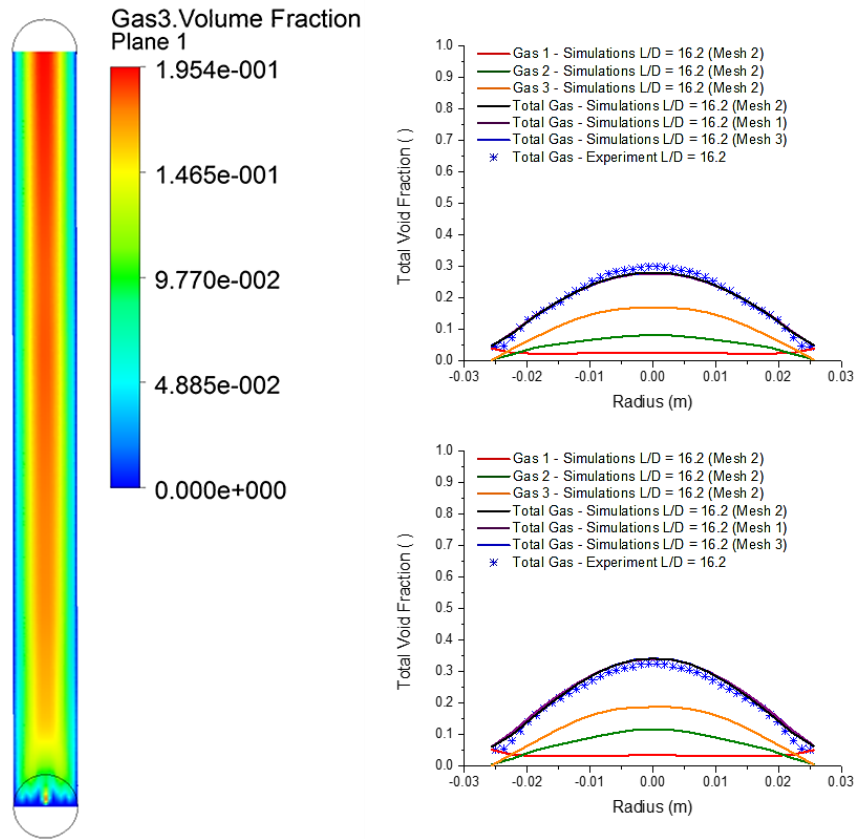 Gas3.Volume Fraction
Plane 1
1.954e-001
1.465e-001
9.770e-002
4.885e-002
0.000e+000
Gas 1 - Simulations L/D = 16.2 (Mesh 2)
Gas 2 - Simulations L/D = 16.2 (Mesh 2)
Gas 3 - Simulations L/D = 16.2 (Mesh 2)
Total Gas - Simulations L/D = 16.2 (Mesh 2)
Total Gas - Simulations L/D = 16.2 (Mesh 1)
Total Gas - Simulations L/D = 16.2 (Mesh 3)
Total Gas - Experiment L/D = 16.2
Total Void Fraction ( )
1.0
0.9
0.8
0.7
0.6
0.5
0.4
0.3
0.2
0.1
0.0
-0.03 -0.02 -0.01 0.00 0.01 0.02 0.03
Radius (m)
Gas 1 - Simulations L/D = 16.2 (Mesh 2)
Gas 2 - Simulations L/D = 16.2 (Mesh 2)
Gas 3 - Simulations L/D = 16.2 (Mesh 2)
Total Gas - Simulations L/D = 16.2 (Mesh 2)
Total Gas - Simulations L/D = 16.2 (Mesh 1)
Total Gas - Simulations L/D = 16.2 (Mesh 3)
Total Gas - Experiment L/D = 16.2
Total Void Fraction ( )
1.0
0.9
0.8
0.7
0.6
0.5
0.4
0.3
0.2
0.1
0.0
-0.03 -0.02 -0.01 0.00 0.01 0.02 0.03
Radius (m)